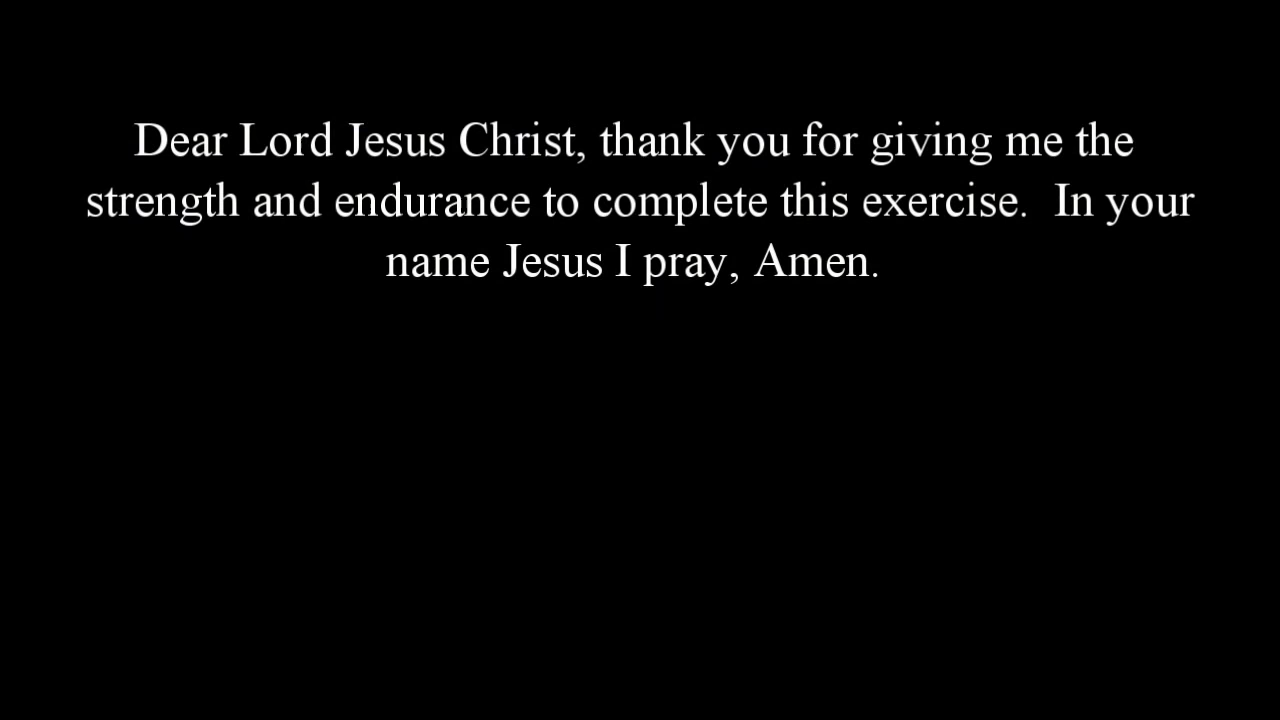 Dear Lord Jesus Christ, thank you for giving me the
strength and endurance to complete this exercise.  In your
name Jesus I pray, Amen.